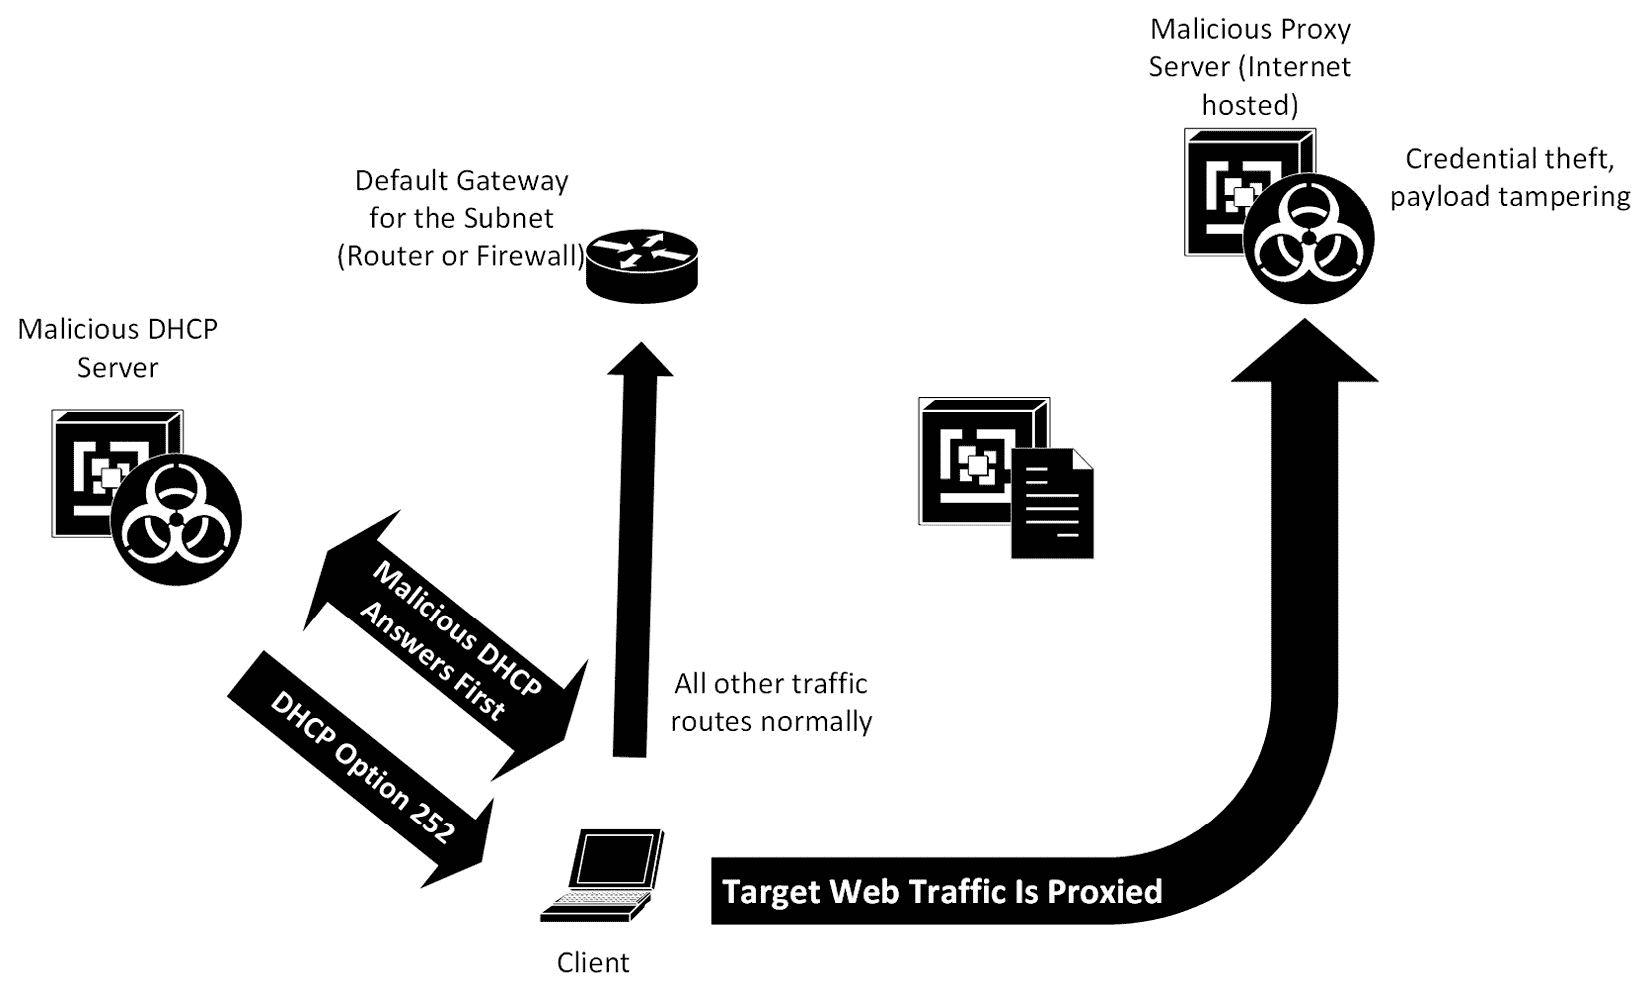 Malicious Proxy
Server (Internet
hosted)
Credential theft,
payload tampering
Default Gateway
for the Subnet
(Router or Firewall)
Malicious DHCP
Server
Malicious DHCP
Answers First
DHCP Option 252
All other traffic
routes normally
Target Web Traffic Is Proxied
Client